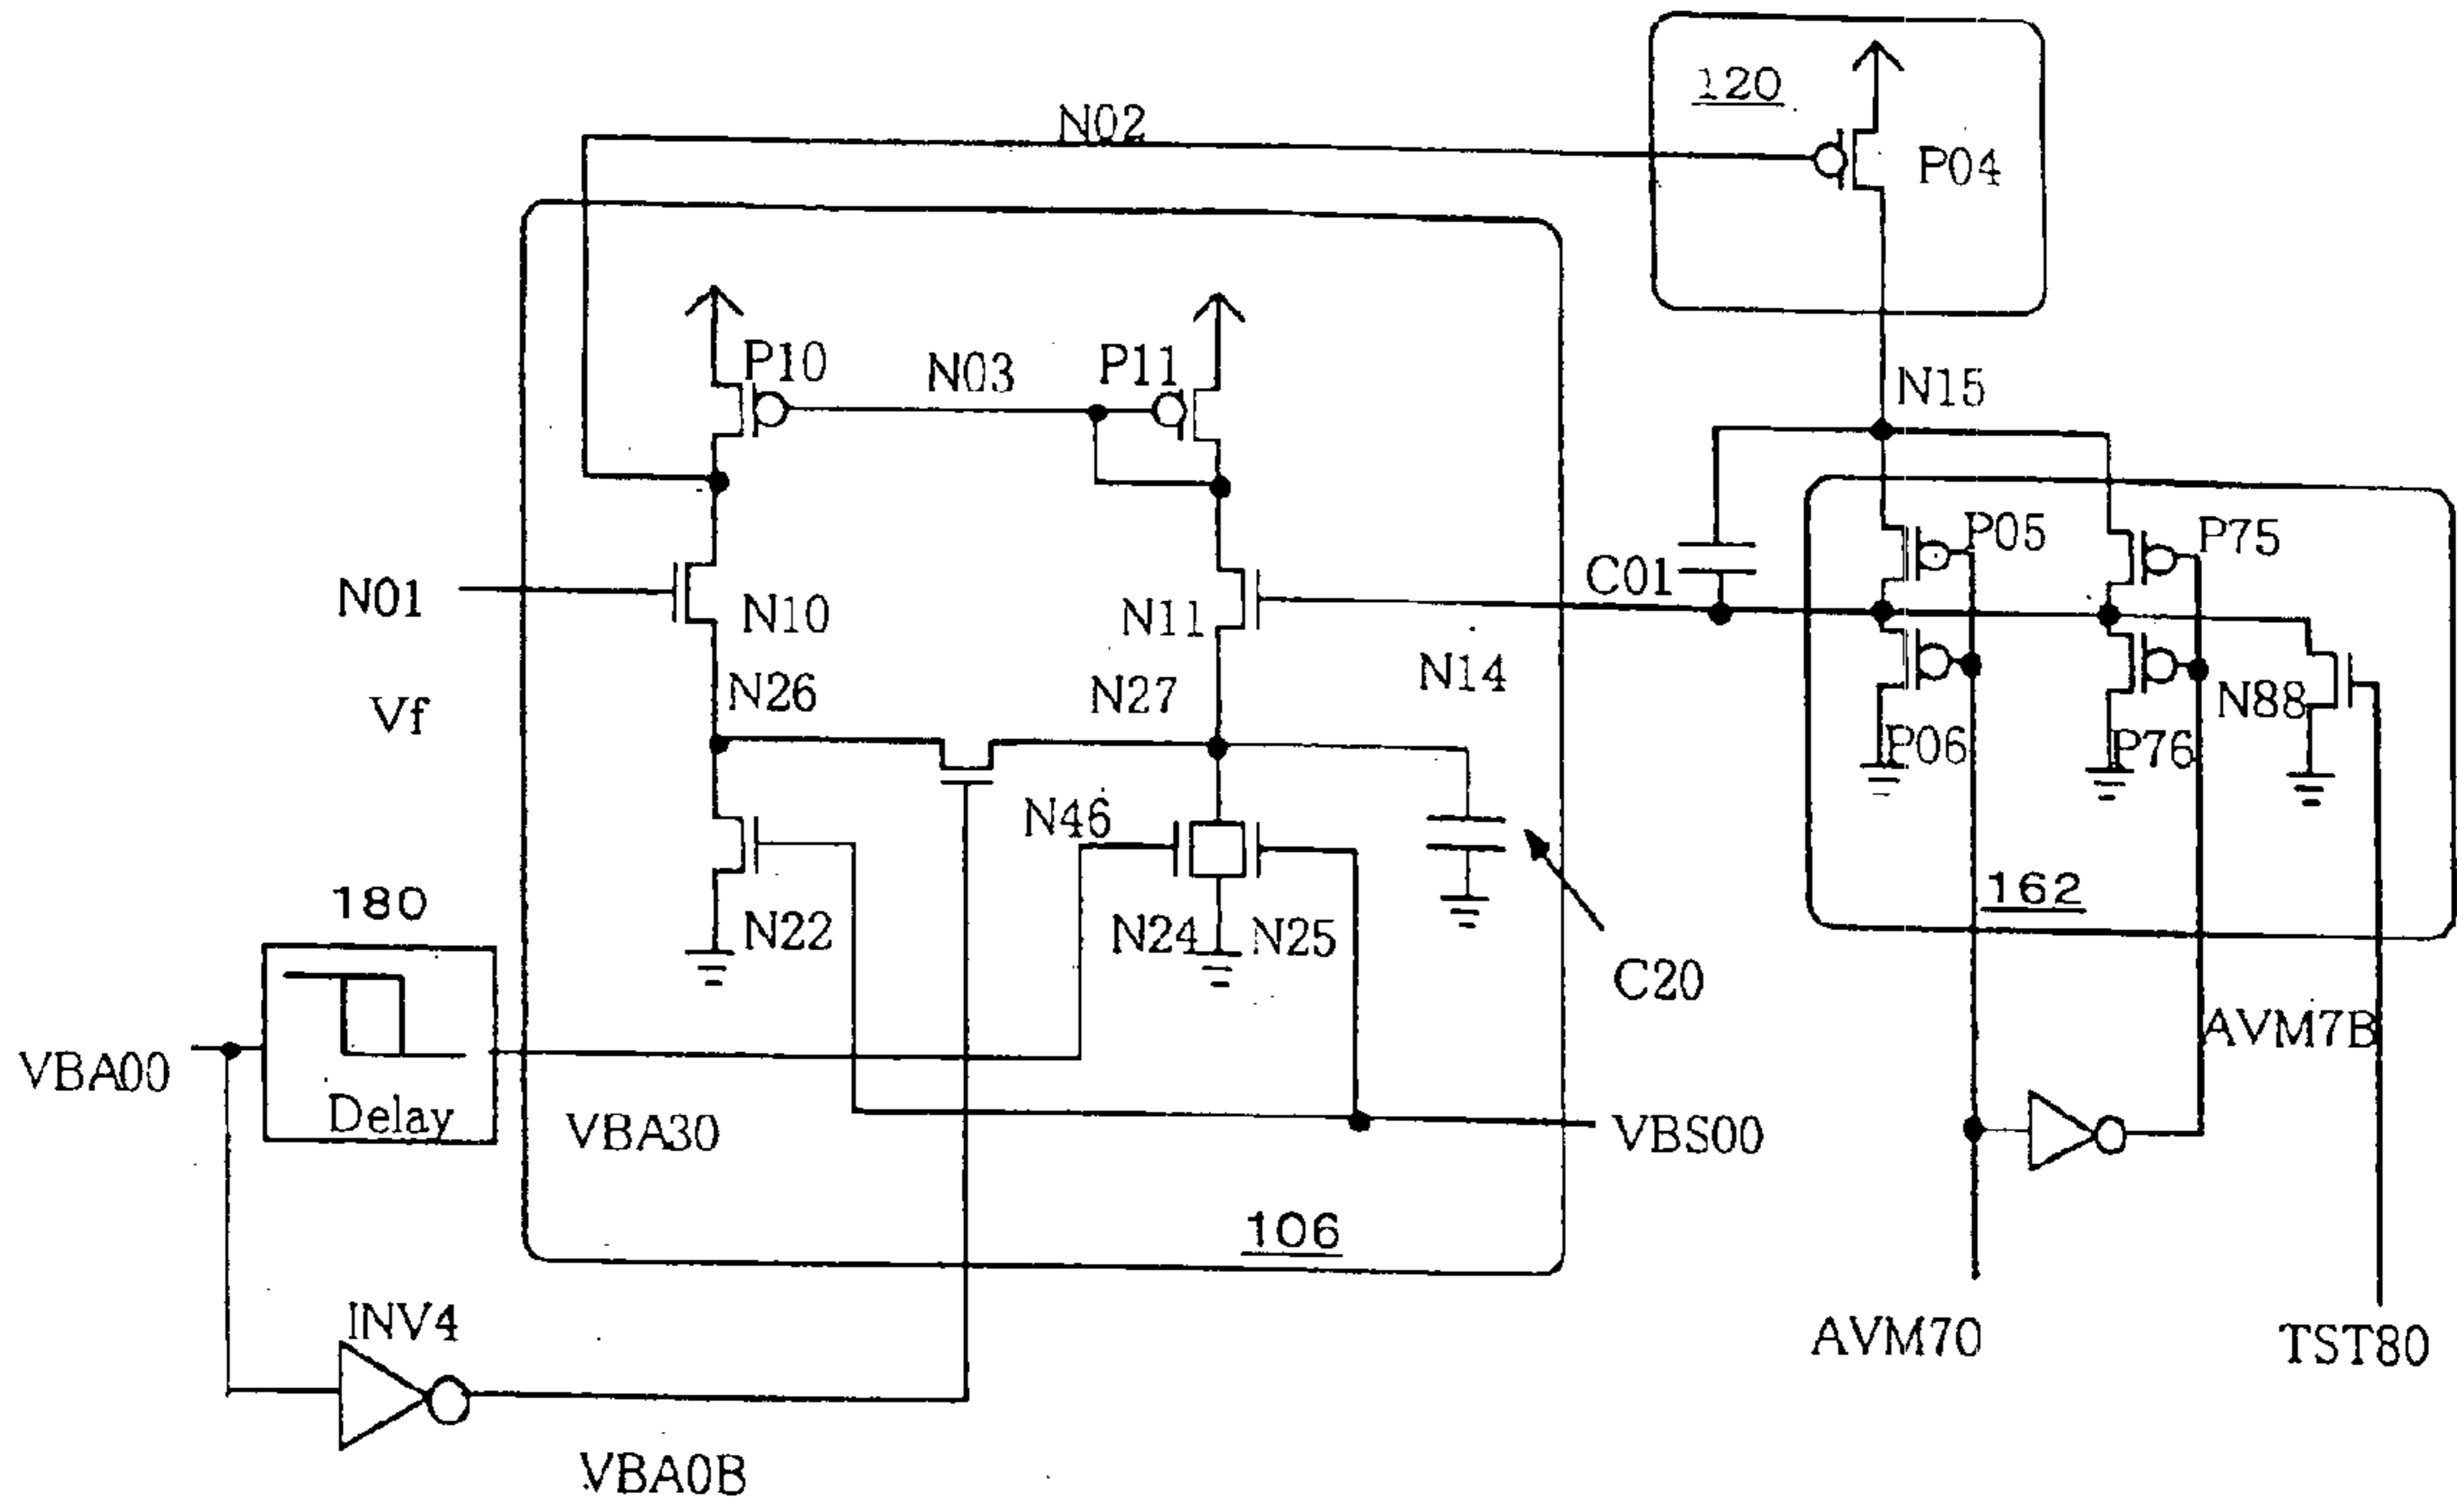 120
N02
P04
P10
N03
P11
N15
P05
P75
C01
N01
N10
N11
N14
N26
N27
N88
Vf
P06
P76
N46
180
162
N22
N24
N25
C20
AVM7B
VBA00
Delay
VBA30
VBS00
106
INV4
AVM70
TST80
VBA0B